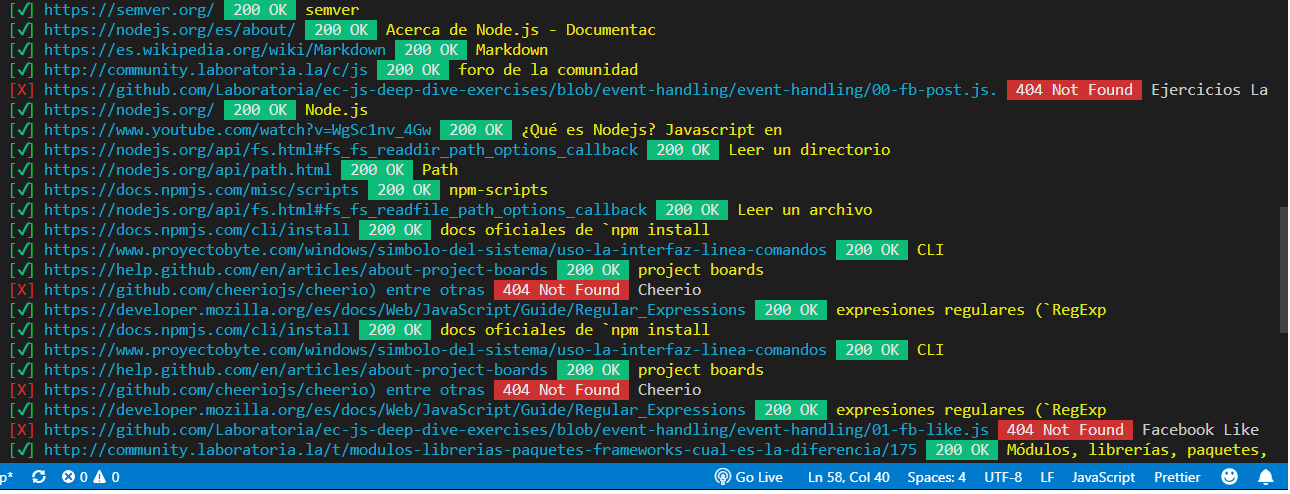 [✓] https://semver.org/ 200 OK semver
[✓] https://nodejs.org/es/about/ 200 OK Acerca de Node.js - Documentac
[✓] https://es.wikipedia.org/wiki/Markdown 200 OK Markdown
[✓] http://community.laboratoria.la/c/js 200 OK foro de la comunidad
[X] https://github.com/Laboratoria/ec-js-deep-dive-exercises/blob/event-handling/event-handling/00-fb-post.js. 404 Not Found Ejercicios La
[✓] https://nodejs.org/ 200 OK Node.js
[✓] https://www.youtube.com/watch?v=WgSc1nv_4Gw 200 OK ¿Qué es Nodejs? Javascript en
[✓] https://nodejs.org/api/fs.html#fs_fs_readdir_path_options_callback 200 OK Leer un directorio
[✓] https://nodejs.org/api/path.html 200 OK Path
[✓] https://docs.npmjs.com/misc/scripts 200 OK npm-scripts
[✓] https://nodejs.org/api/fs.html#fs_fs_readfile_path_options_callback 200 OK Leer un archivo
[✓] https://docs.npmjs.com/cli/install 200 OK docs oficiales de `npm install
[✓] https://www.proyectobyte.com/windows/simbolo-del-sistema/uso-la-interfaz-linea-comandos 200 OK CLI
[✓] https://help.github.com/en/articles/about-project-boards 200 OK project boards
[X] https://github.com/cheeriojs/cheerio) entre otras 404 Not Found Cheerio
[✓] https://developer.mozilla.org/es/docs/Web/JavaScript/Guide/Regular_Expressions 200 OK expresiones regulares (`RegExp
[✓] https://docs.npmjs.com/cli/install 200 OK docs oficiales de `npm install
[✓] https://www.proyectobyte.com/windows/simbolo-del-sistema/uso-la-interfaz-linea-comandos 200 OK CLI
[✓] https://help.github.com/en/articles/about-project-boards 200 OK project boards
[X] https://github.com/cheeriojs/cheerio) entre otras 404 Not Found Cheerio
[✓] https://developer.mozilla.org/es/docs/Web/JavaScript/Guide/Regular_Expressions 200 OK expresiones regulares (`RegExp
[X] https://github.com/Laboratoria/ec-js-deep-dive-exercises/blob/event-handling/event-handling/01-fb-like.js 404 Not Found Facebook Like
[✓] http://community.laboratoria.la/t/modulos-librerias-paquetes-frameworks-cual-es-la-diferencia/175 200 OK Módulos, librerías, paquetes,
p* 0 0 Go Live Ln 58, Col 40 Spaces: 4 UTF-8 LF JavaScript Prettier